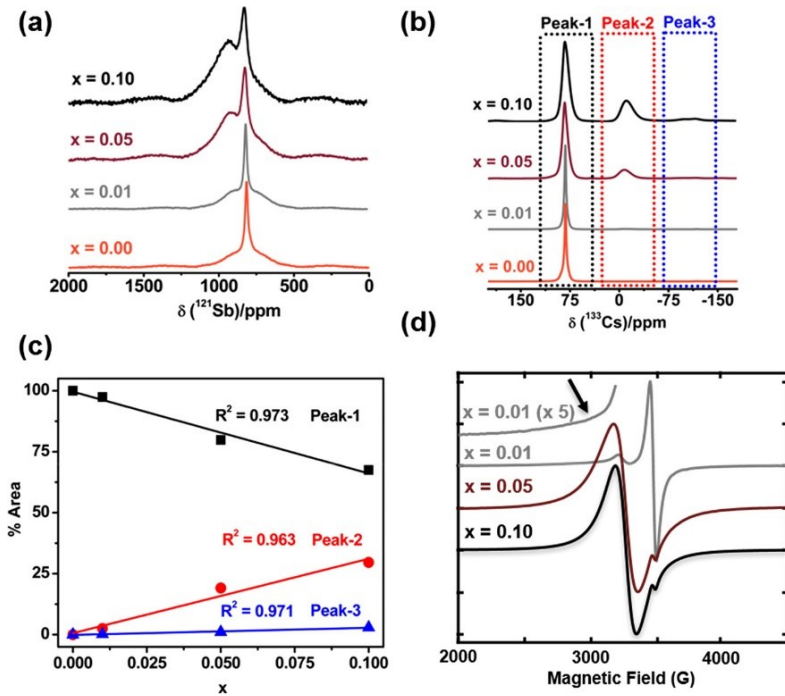 (a)
x = 0.10
x = 0.05
x = 0.01
x = 0.00
2000 1500 1000 500 0
δ (¹²¹Sb)/ppm
(b)
Peak-1 Peak-2 Peak-3
x = 0.10
x = 0.05
x = 0.01
x = 0.00
150 75 0 -75 -150
δ (¹³³Cs)/ppm
(c)
100
75
50
25
0
% Area
R² = 0.973 Peak-1
R² = 0.963 Peak-2
R² = 0.971 Peak-3
0.000 0.025 0.050 0.075 0.100
x
(d)
x = 0.01 (x 5)
x = 0.01
x = 0.05
x = 0.10
2000 3000 4000
Magnetic Field (G)